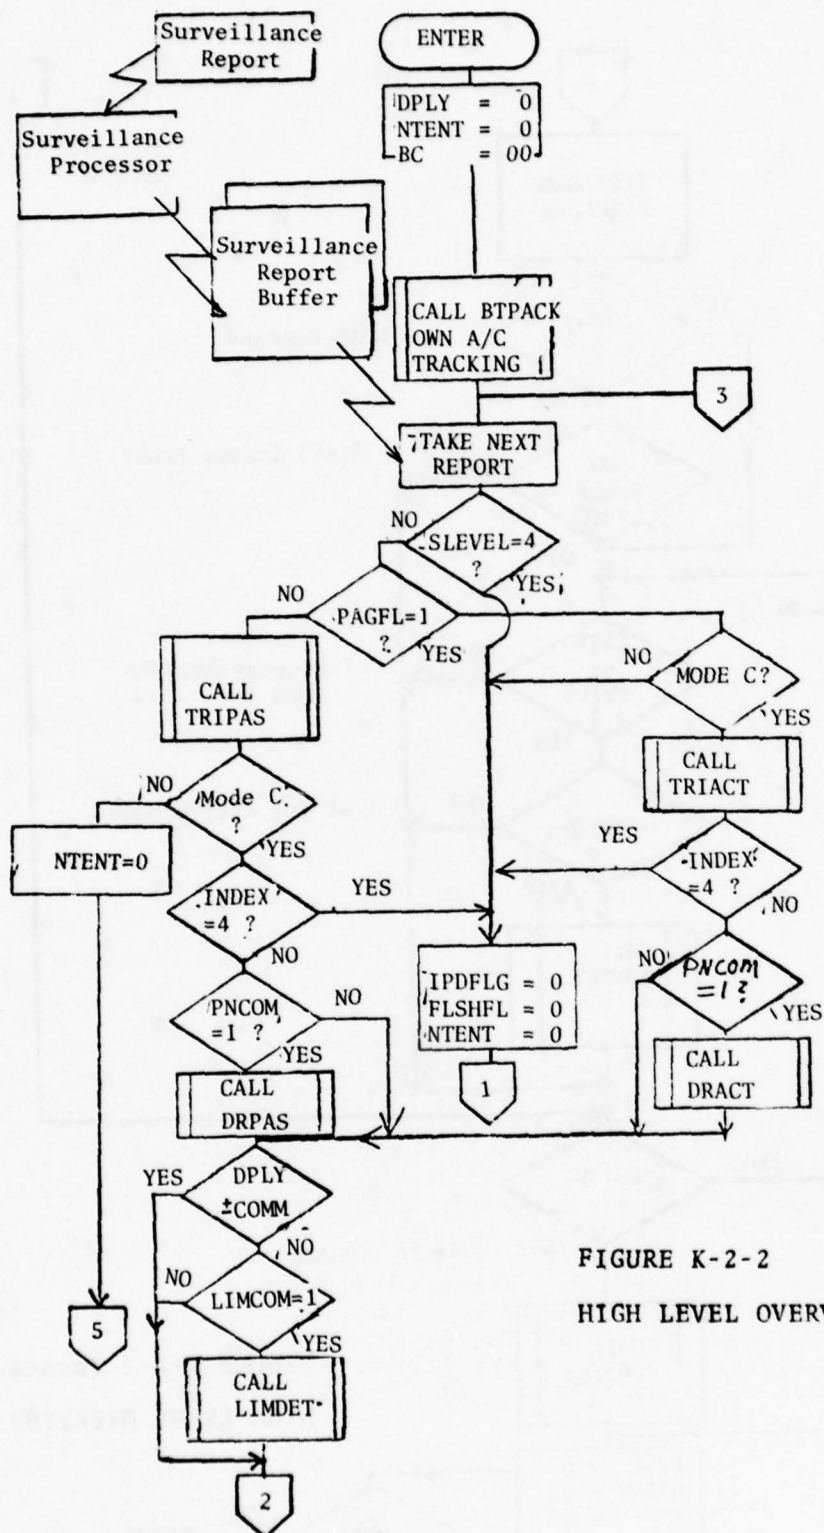 Surveillance
Report
ENTER
DPLY = 0
NTENT = 0
BC = 00
Surveillance
Processor
Surveillance
Report
Buffer
CALL BTPACK
OWN A/C
TRACKING
3
TAKE NEXT
REPORT
NO
SLEVEL=4
?
YES
NO
PAGFL=1
?
YES
NO
MODE C?
YES
CALL
TRIPAS
CALL
TRIACT
NO
Mode C
?
YES
YES
INDEX
=4 ?
NO
NTENT=0
INDEX
=4 ?
YES
NO
IPDFLG = 0
FLSHFL = 0
NTENT = 0
NO
PNCOM
=1?
YES
PNCOM
=1 ?
NO
YES
1
CALL
DRACT
CALL
DRPAS
YES
DPLY
±COMM
NO
NO
LIMCOM=1
YES
5
CALL
LIMDET
2
FIGURE K-2-2
HIGH LEVEL OVERV